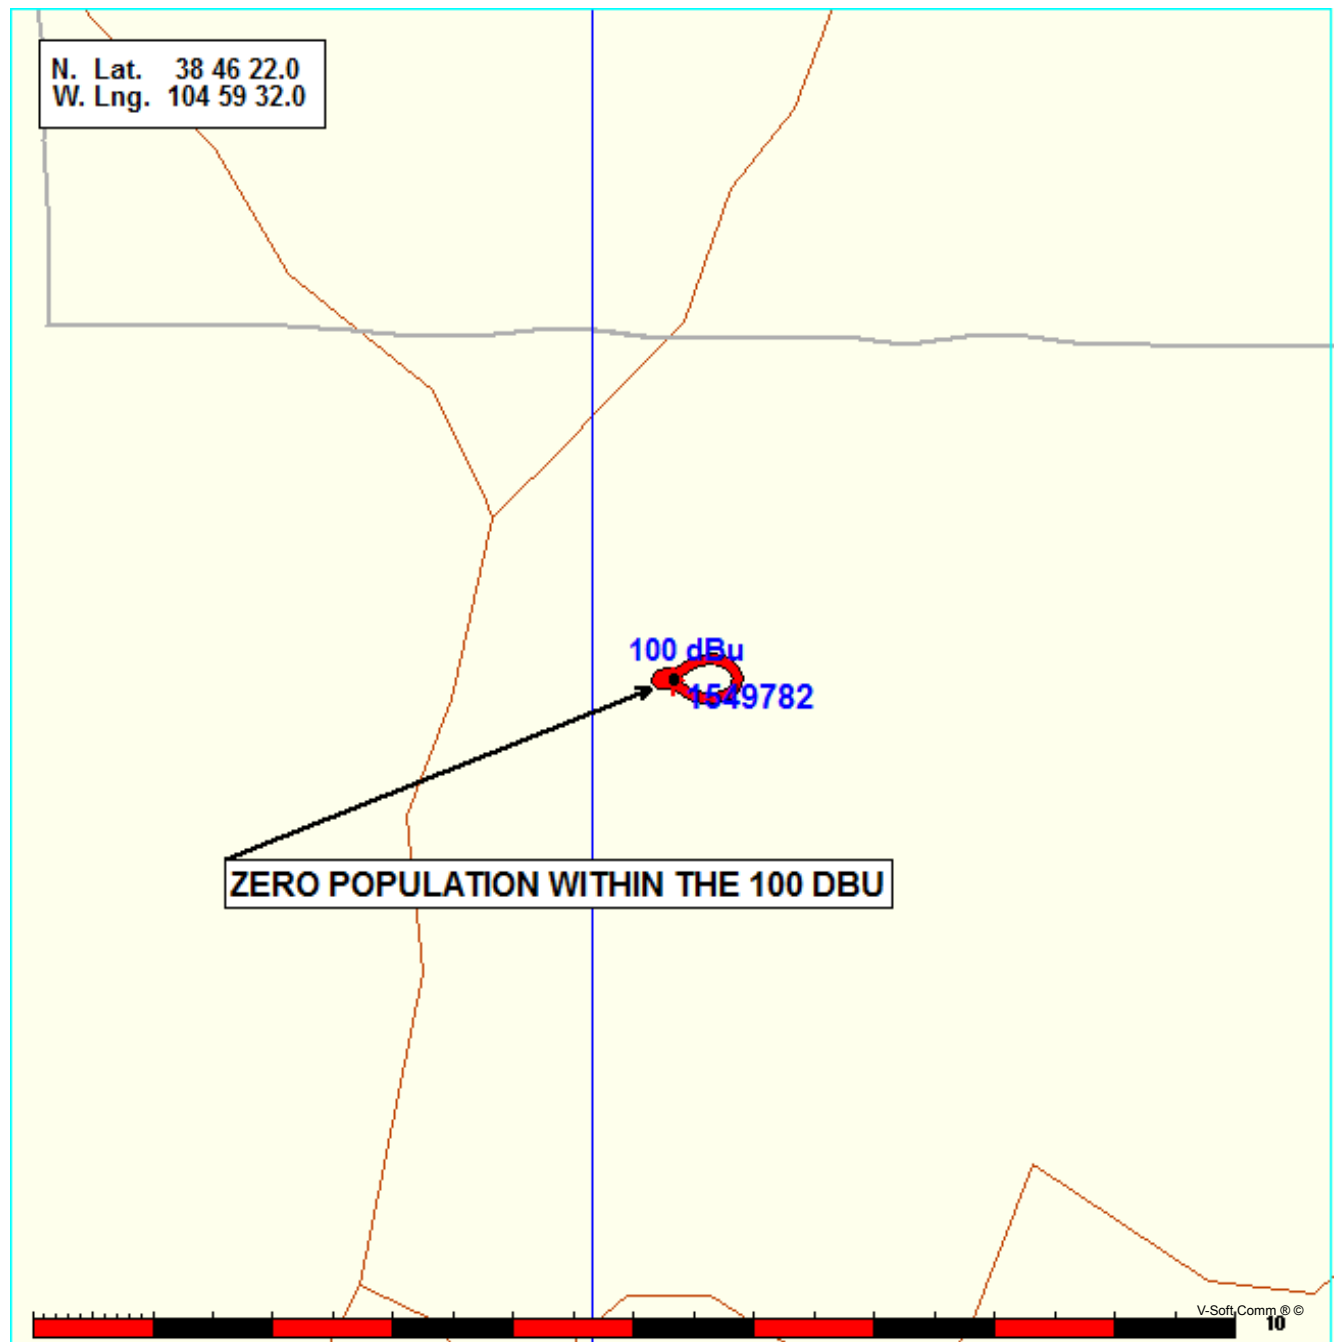 N. Lat. 38 46 22.0
W. Lng. 104 59 32.0
100 dBu
1549782
ZERO POPULATION WITHIN THE 100 DBU
V-Soft Comm ® ©
10